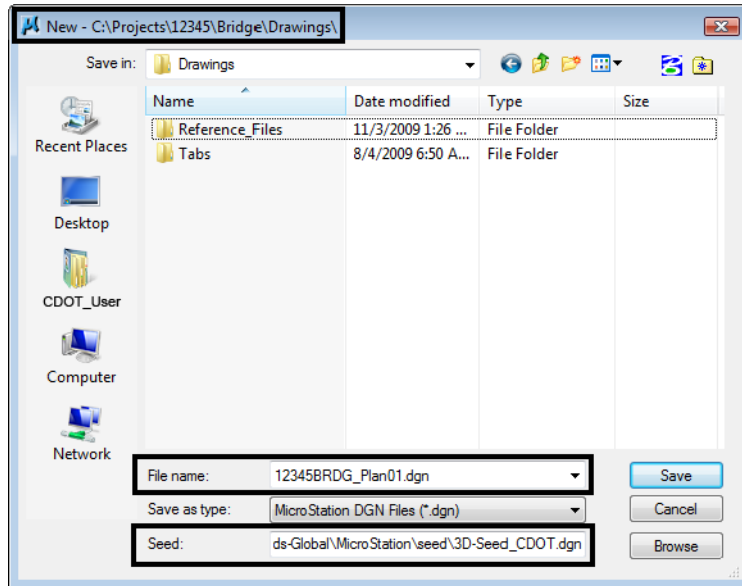 New - C:\Projects\12345\Bridge\Drawings\
Save in: Drawings
Name Date modified Type Size
Reference_Files 11/3/2009 1:26 ... File Folder
Tabs 8/4/2009 6:50 A... File Folder
Recent Places
Desktop
CDOT_User
Computer
Network
File name: 12345BRDG_Plan01.dgn Save
Save as type: MicroStation DGN Files (*.dgn) Cancel
Seed: ds-Global\MicroStation\seed\3D-Seed_CDOT.dgn Browse